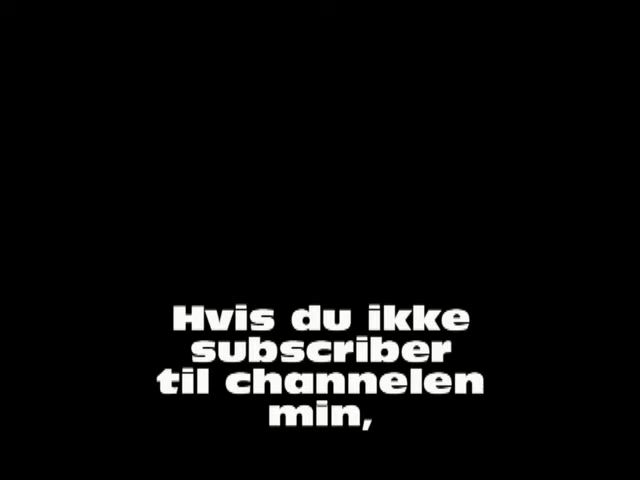 Hvis du ikke
subscriber
til channelen
min,